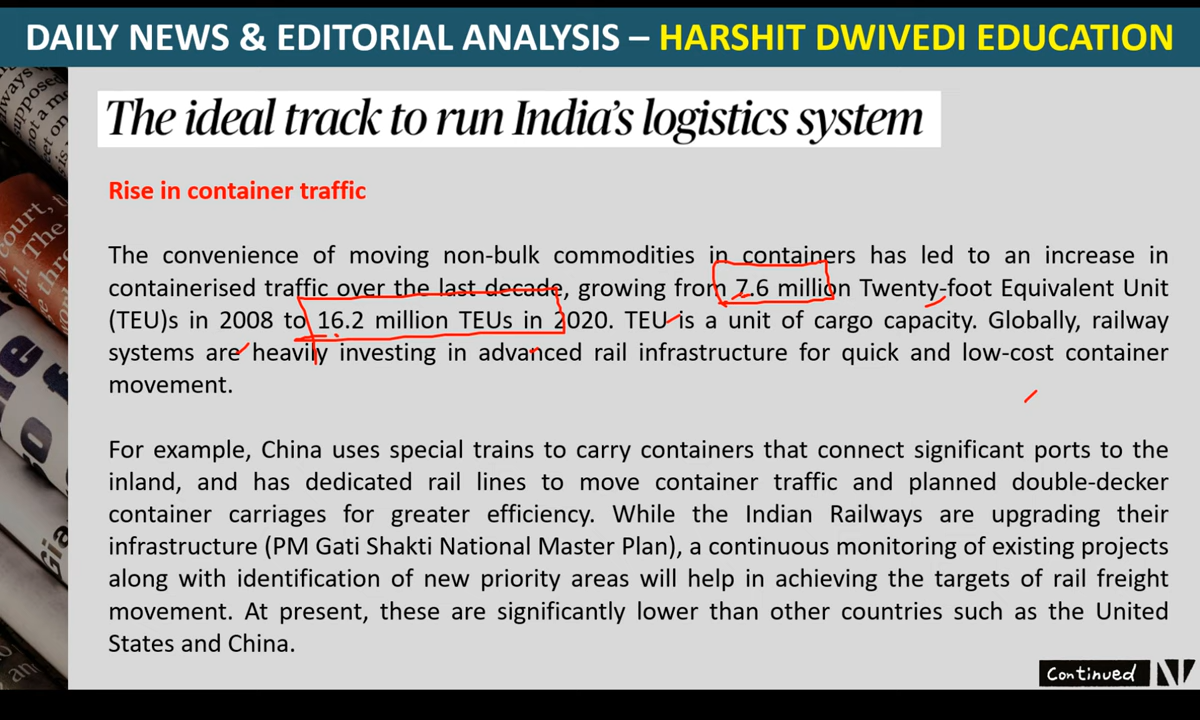 DAILY NEWS & EDITORIAL ANALYSIS – HARSHIT DWIVEDI EDUCATION
The ideal track to run India's logistics system
Rise in container traffic
The convenience of moving non-bulk commodities in containers has led to an increase in
containerised traffic over the last decade, growing from 7.6 million Twenty-foot Equivalent Unit
(TEU)s in 2008 to 16.2 million TEUs in 2020. TEU is a unit of cargo capacity. Globally, railway
systems are heavily investing in advanced rail infrastructure for quick and low-cost container
movement.
For example, China uses special trains to carry containers that connect significant ports to the
inland, and has dedicated rail lines to move container traffic and planned double-decker
container carriages for greater efficiency. While the Indian Railways are upgrading their
infrastructure (PM Gati Shakti National Master Plan), a continuous monitoring of existing projects
along with identification of new priority areas will help in achieving the targets of rail freight
movement. At present, these are significantly lower than other countries such as the United
States and China.
Continued